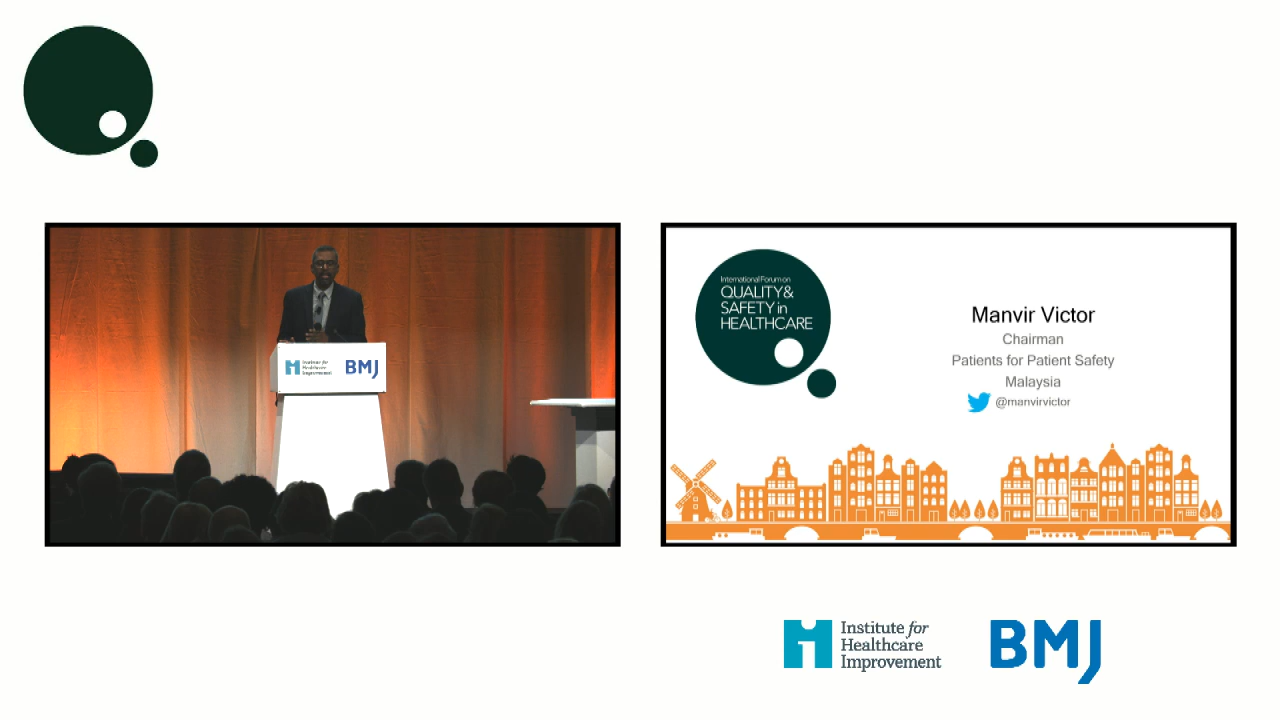 Institute for
Healthcare
Improvement
BMJ
International Forum on
QUALITY &
SAFETY in
HEALTHCARE
Manvir Victor
Chairman
Patients for Patient Safety
Malaysia
@manvirvictor
Institute for
Healthcare
Improvement
BMJ